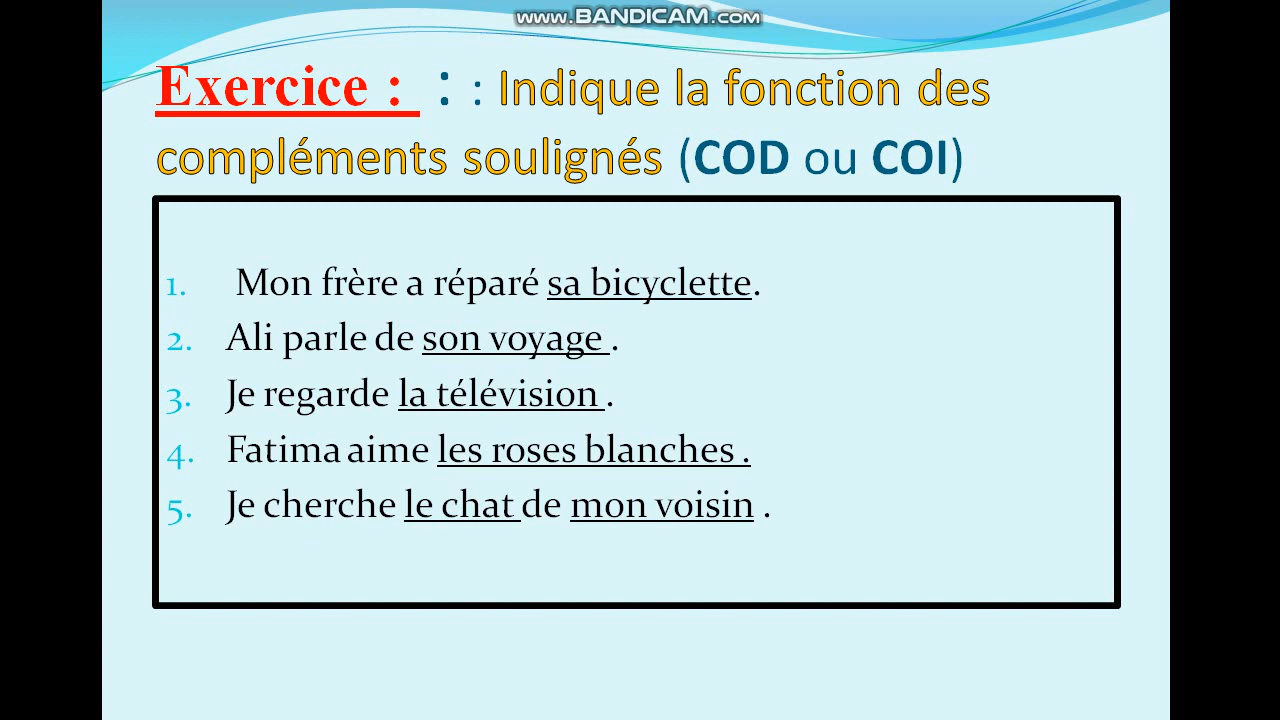 www.BANDICAM.com
Exercice : : : Indique la fonction des
compléments soulignés (COD ou COI)
1. Mon frère a réparé sa bicyclette.
2. Ali parle de son voyage .
3. Je regarde la télévision .
4. Fatima aime les roses blanches .
5. Je cherche le chat de mon voisin .